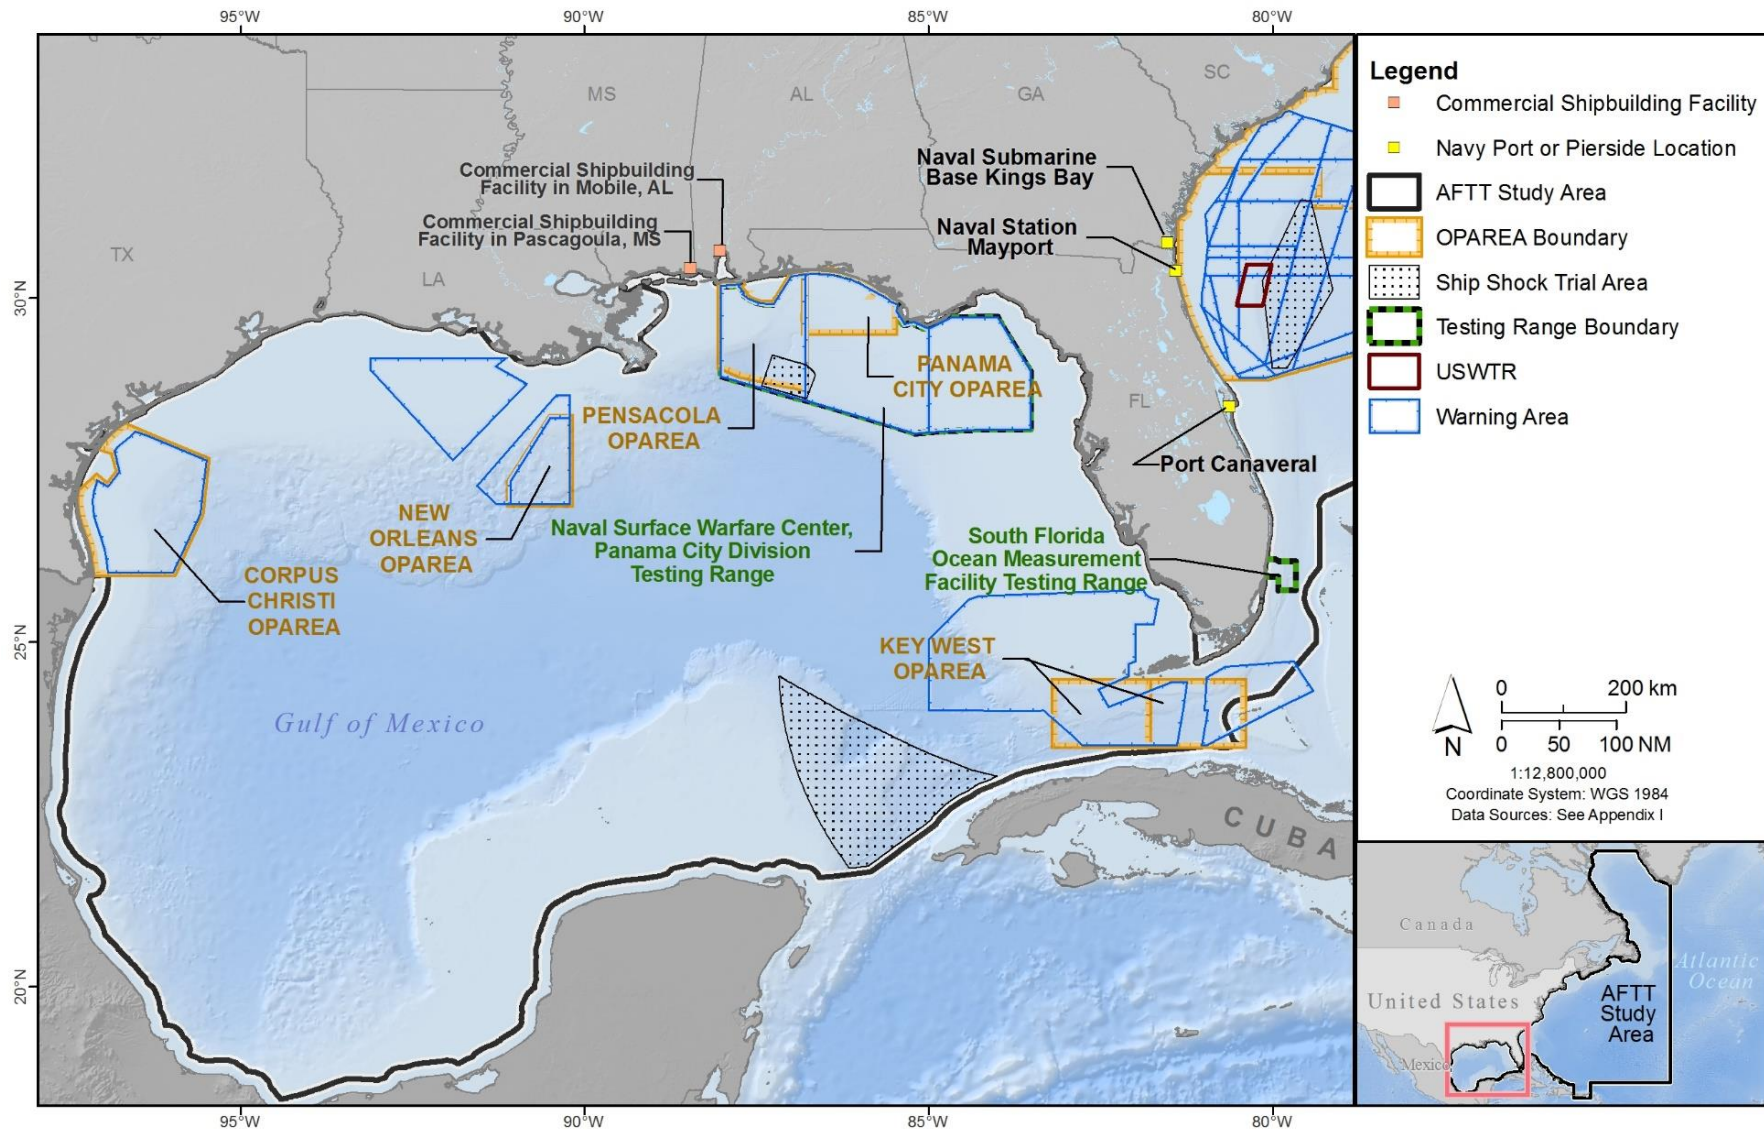 95°W
90°W
85°W
80°W
30°N
25°N
20°N
95°W
90°W
85°W
80°W
TX
LA
MS
AL
GA
SC
FL
Commercial Shipbuilding
Facility in Mobile, AL
Commercial Shipbuilding
Facility in Pascagoula, MS
Naval Submarine
Base Kings Bay
Naval Station
Mayport
PANAMA
CITY OPAREA
PENSACOLA
OPAREA
Port Canaveral
NEW
ORLEANS
OPAREA
Naval Surface Warfare Center,
Panama City Division
Testing Range
South Florida
Ocean Measurement
Facility Testing Range
CORPUS
CHRISTI
OPAREA
KEY WEST
OPAREA
Gulf of Mexico
CUBA
Legend
Commercial Shipbuilding Facility
Navy Port or Pierside Location
AFTT Study Area
OPAREA Boundary
Ship Shock Trial Area
Testing Range Boundary
USWTR
Warning Area
N
0 200 km
0 50 100 NM
1:12,800,000
Coordinate System: WGS 1984
Data Sources: See Appendix I
Canada
United States
Mexico
Atlantic
Ocean
AFTT
Study
Area